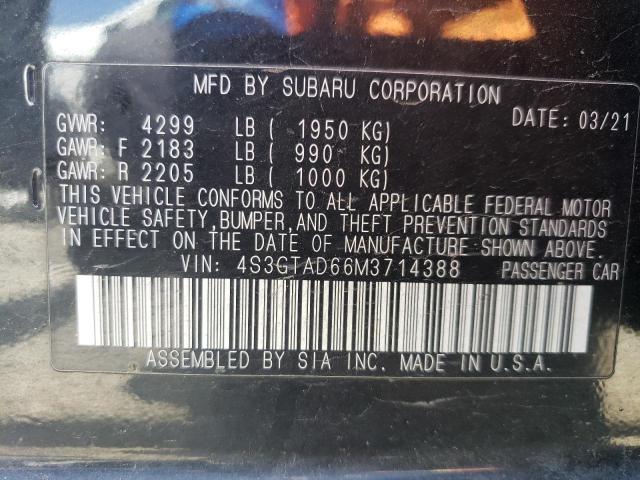 MFD BY SUBARU CORPORATION
DATE: 03/21
GVWR: 4299 LB ( 1950 KG)
GAWR: F 2183 LB ( 990 KG)
GAWR: R 2205 LB ( 1000 KG)
THIS VEHICLE CONFORMS TO ALL APPLICABLE FEDERAL MOTOR
VEHICLE SAFETY, BUMPER, AND THEFT PREVENTION STANDARDS
IN EFFECT ON THE DATE OF MANUFACTURE SHOWN ABOVE.
VIN: 4S3GTAD66M3714388 PASSENGER CAR
ASSEMBLED BY SIA INC. MADE IN U.S.A.